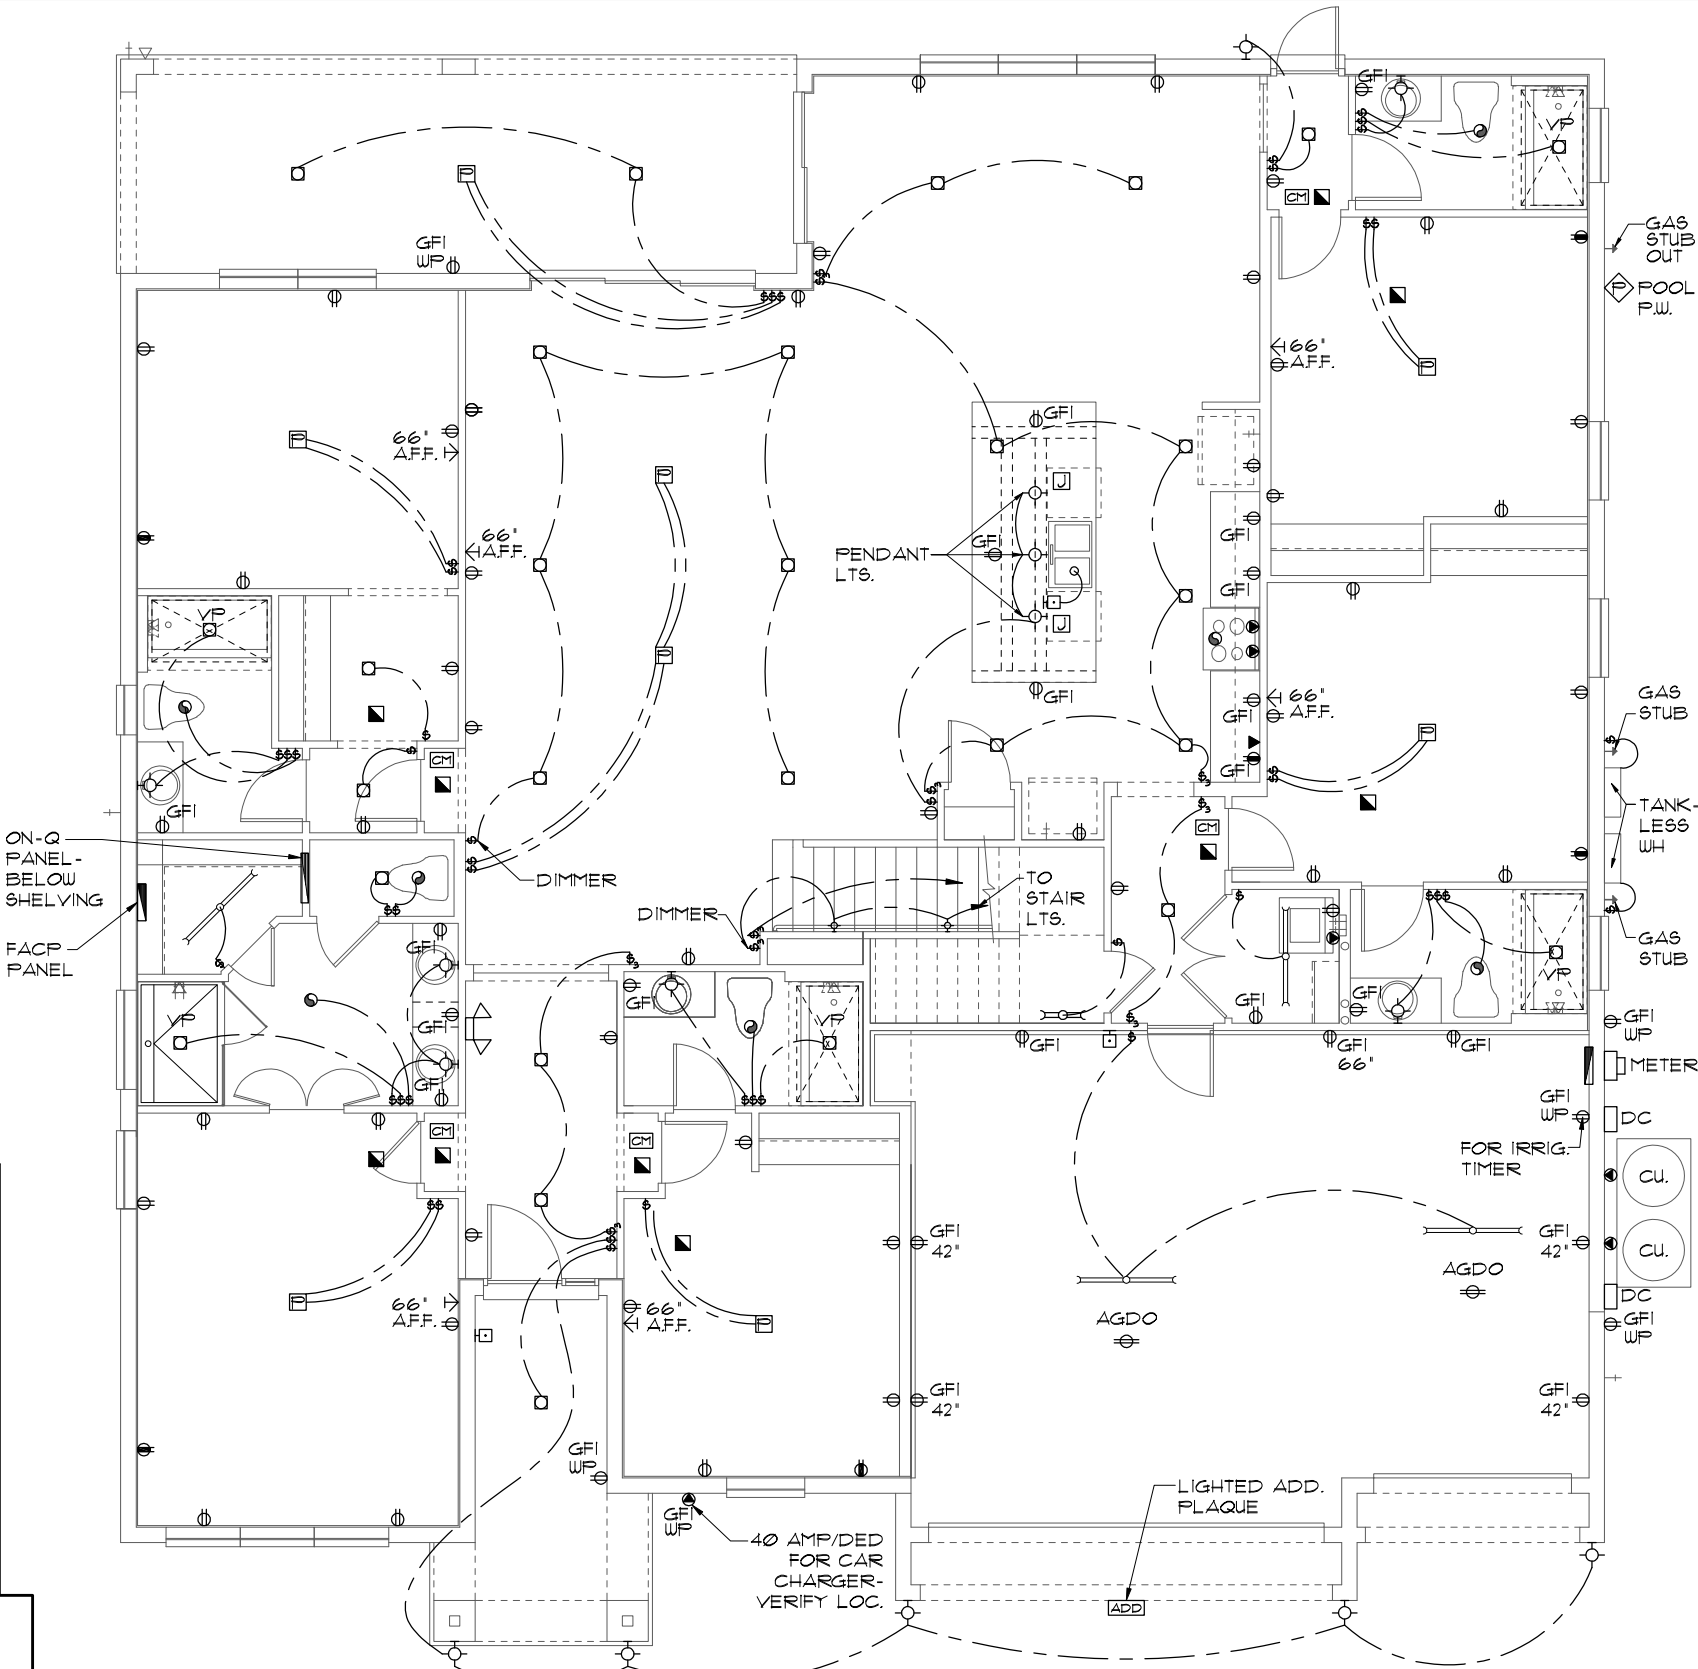 GFI
VP
GFI
WP
CM
GAS
STUB
OUT
P
POOL
P.W.
66"
A.F.F.
GFI
66"
A.F.F.
66"
A.F.F.
J
GFI
PENDANT
LTS.
GFI
GFI
VP
J
GFI
66"
A.F.F.
GFI
GAS
STUB
CM
GFI
GFI
TANK-
LESS
WH
ON-Q
PANEL-
BELOW
SHELVING
CM
DIMMER
TO
STAIR
LTS.
DIMMER
FACP
PANEL
GFI
GAS
STUB
VP
GFI
GFI
GFI
VP
GFI
VP
GFI
WP
GFI
GFI
66"
GFI
METER
GFI
GFI
WP
DC
CM
CM
FOR IRRIG.
TIMER
CU.
GFI
42"
GFI
42"
CU.
AGDO
66"
A.F.F.
66"
A.F.F.
AGDO
DC
GFI
WP
GFI
42"
GFI
42"
GFI
WP
LIGHTED ADD.
PLAQUE
GFI
WP
40 AMP/DED
FOR CAR
CHARGER-
VERIFY LOC.
ADD